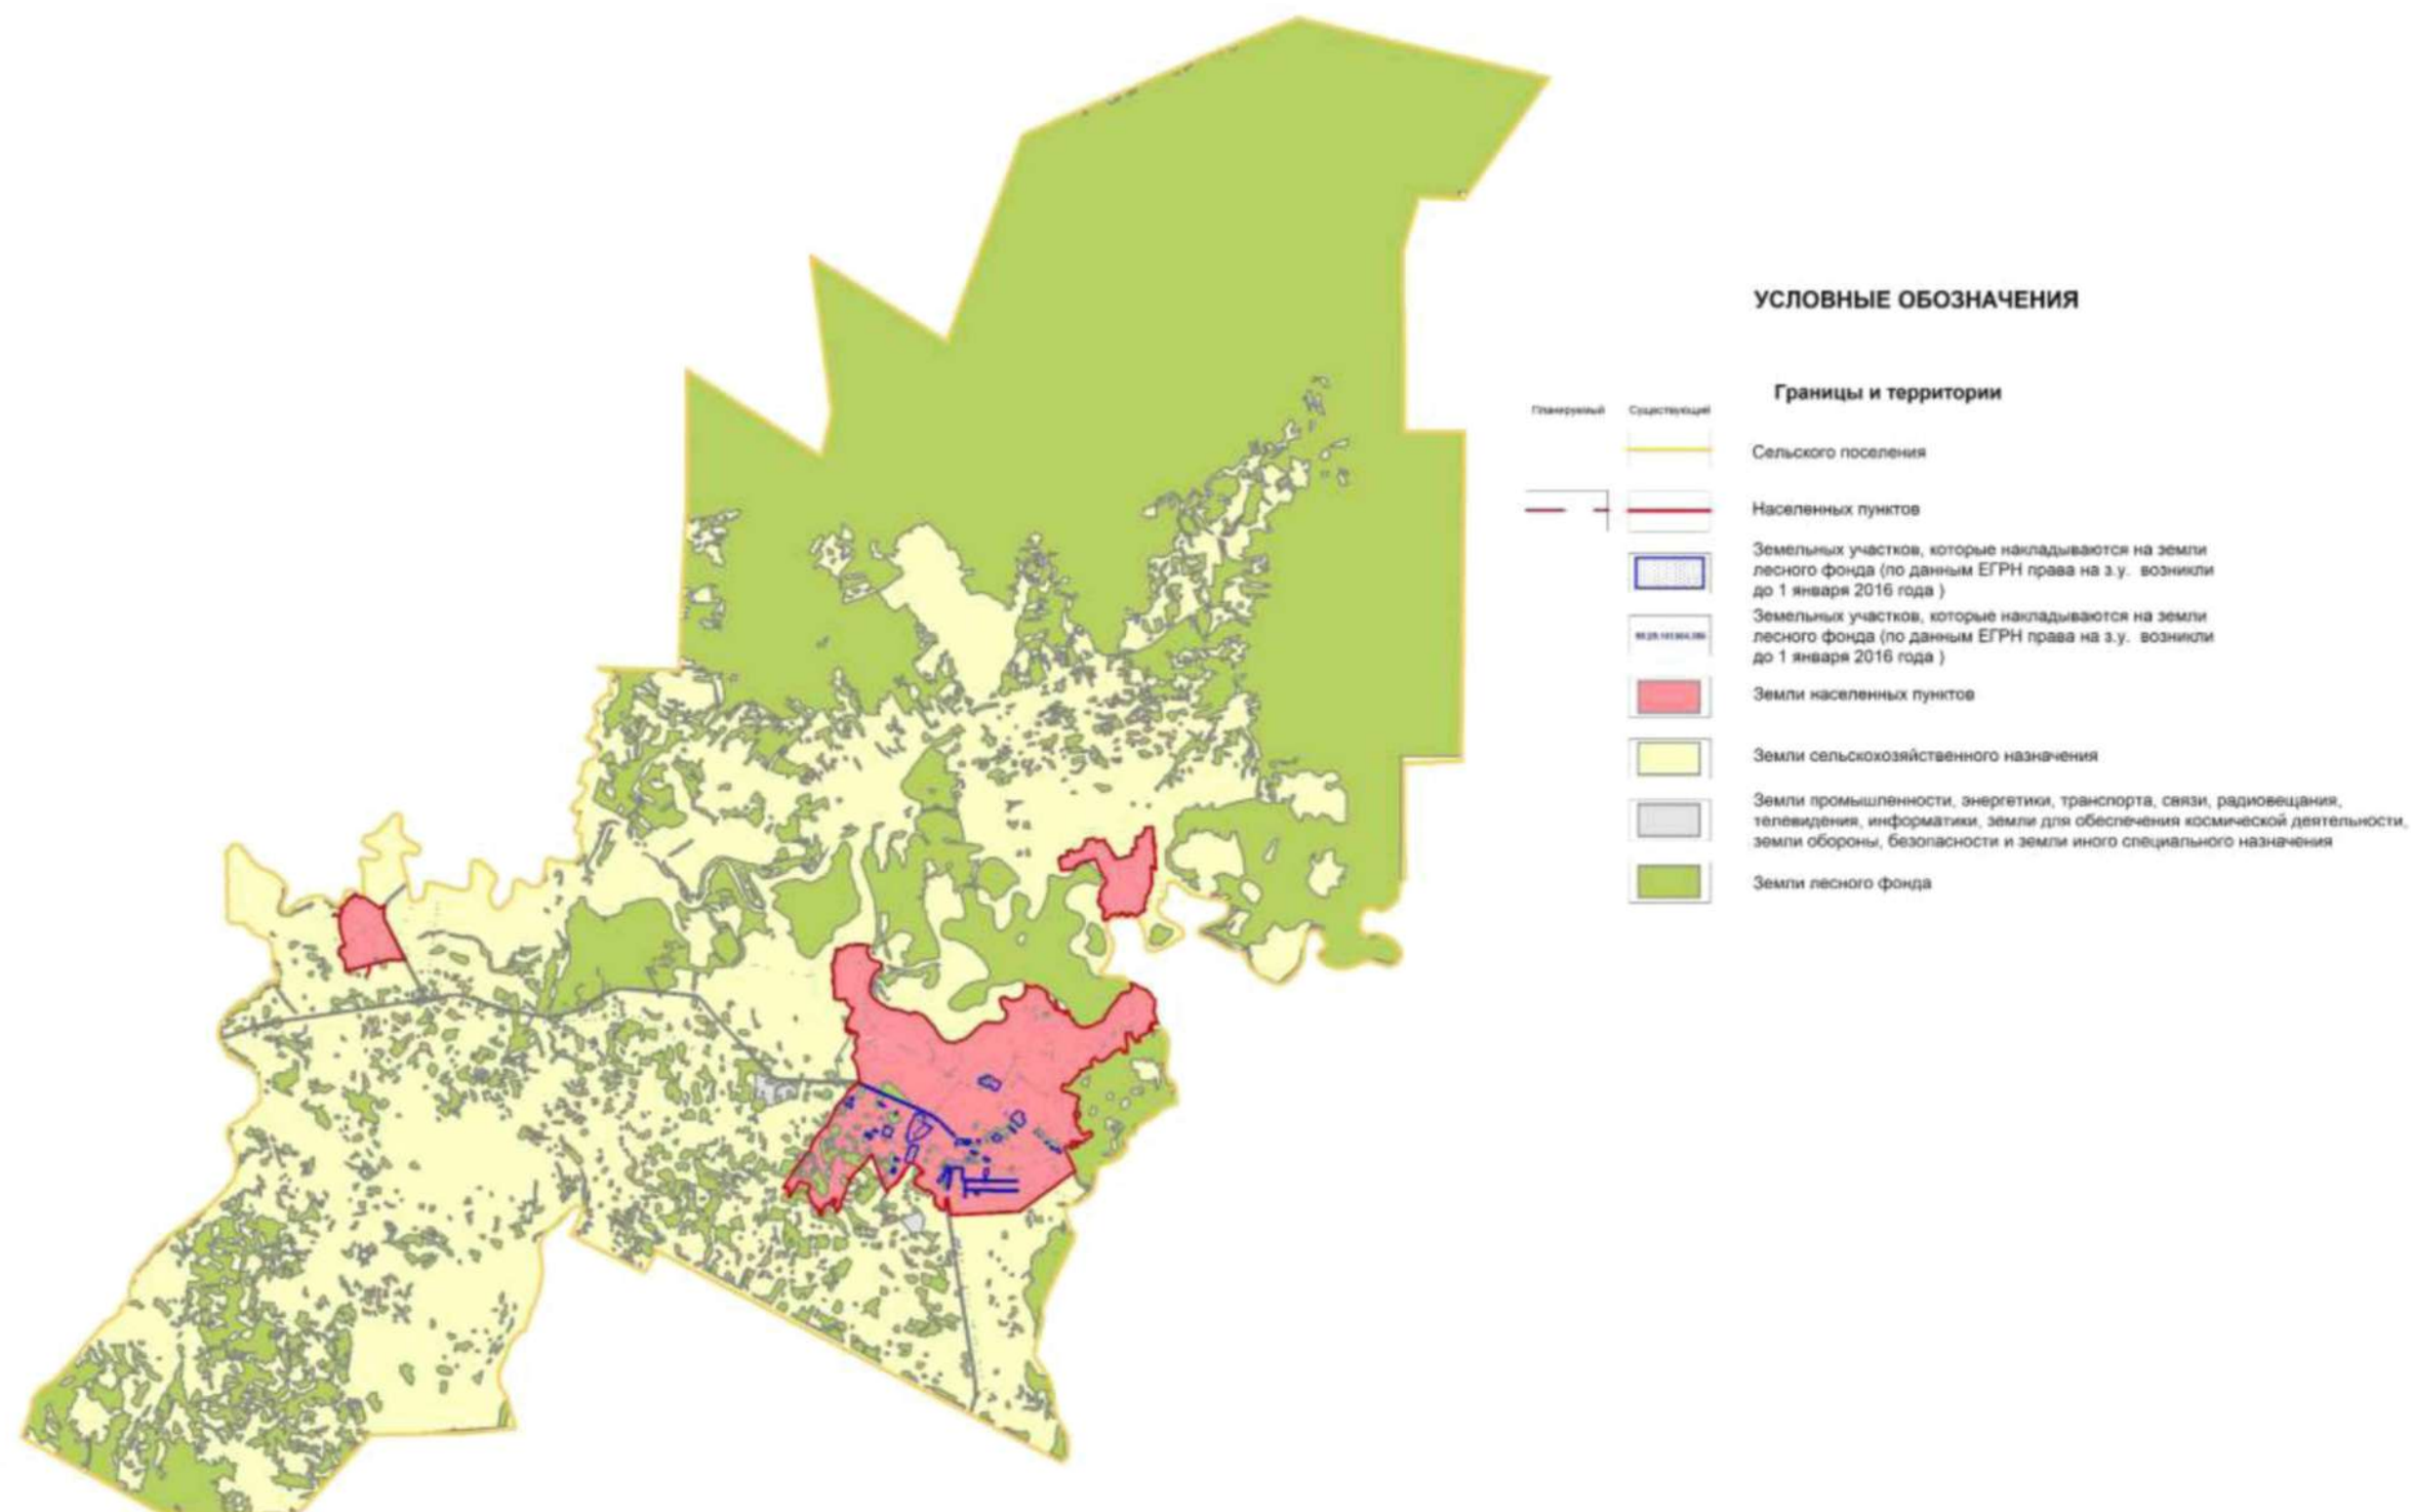 УСЛОВНЫЕ ОБОЗНАЧЕНИЯ
Границы и территории
Планируемый Существующий
Сельского поселения
Населенных пунктов
Земельных участков, которые накладываются на земли
лесного фонда (по данным ЕГРН права на з.у. возникли
до 1 января 2016 года )
Земельных участков, которые накладываются на земли
лесного фонда (по данным ЕГРН права на з.у. возникли
до 1 января 2016 года )
Земли населенных пунктов
Земли сельскохозяйственного назначения
Земли промышленности, энергетики, транспорта, связи, радиовещания,
телевидения, информатики, земли для обеспечения космической деятельности,
земли обороны, безопасности и земли иного специального назначения
Земли лесного фонда